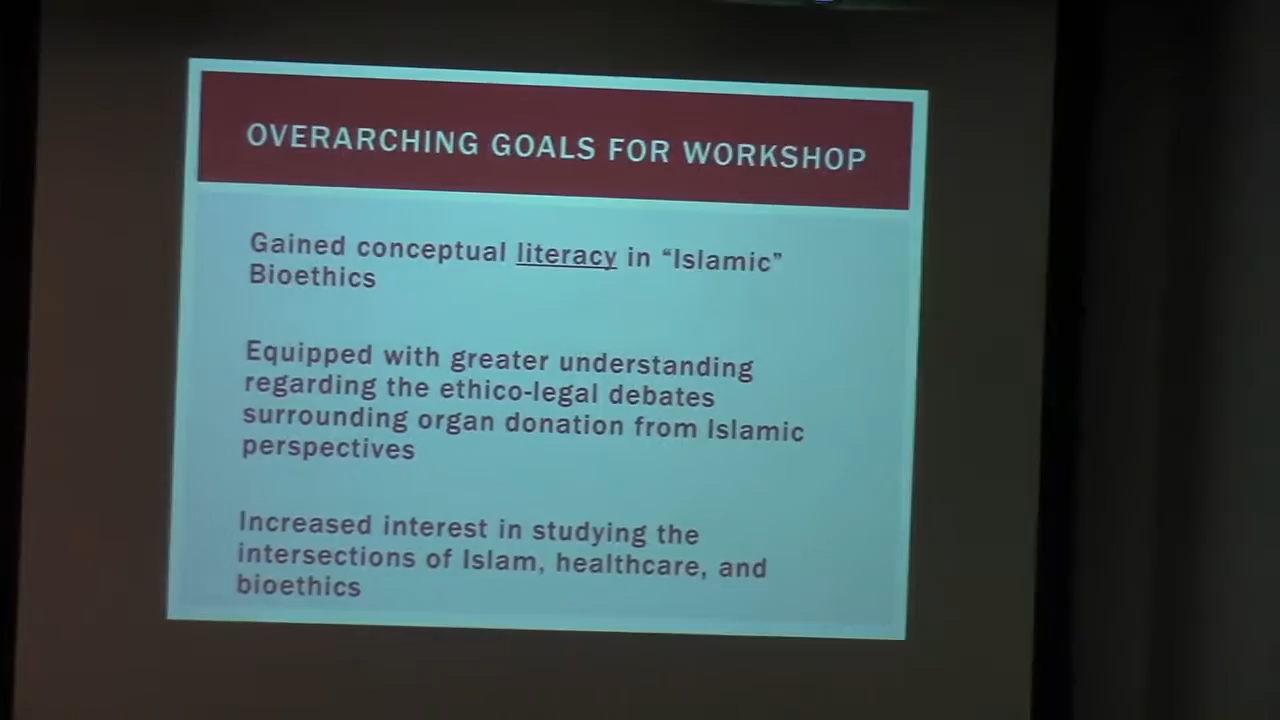 OVERARCHING GOALS FOR WORKSHOP
Gained conceptual literacy in “Islamic”
Bioethics
Equipped with greater understanding
regarding the ethico-legal debates
surrounding organ donation from Islamic
perspectives
Increased interest in studying the
intersections of Islam, healthcare, and
bioethics